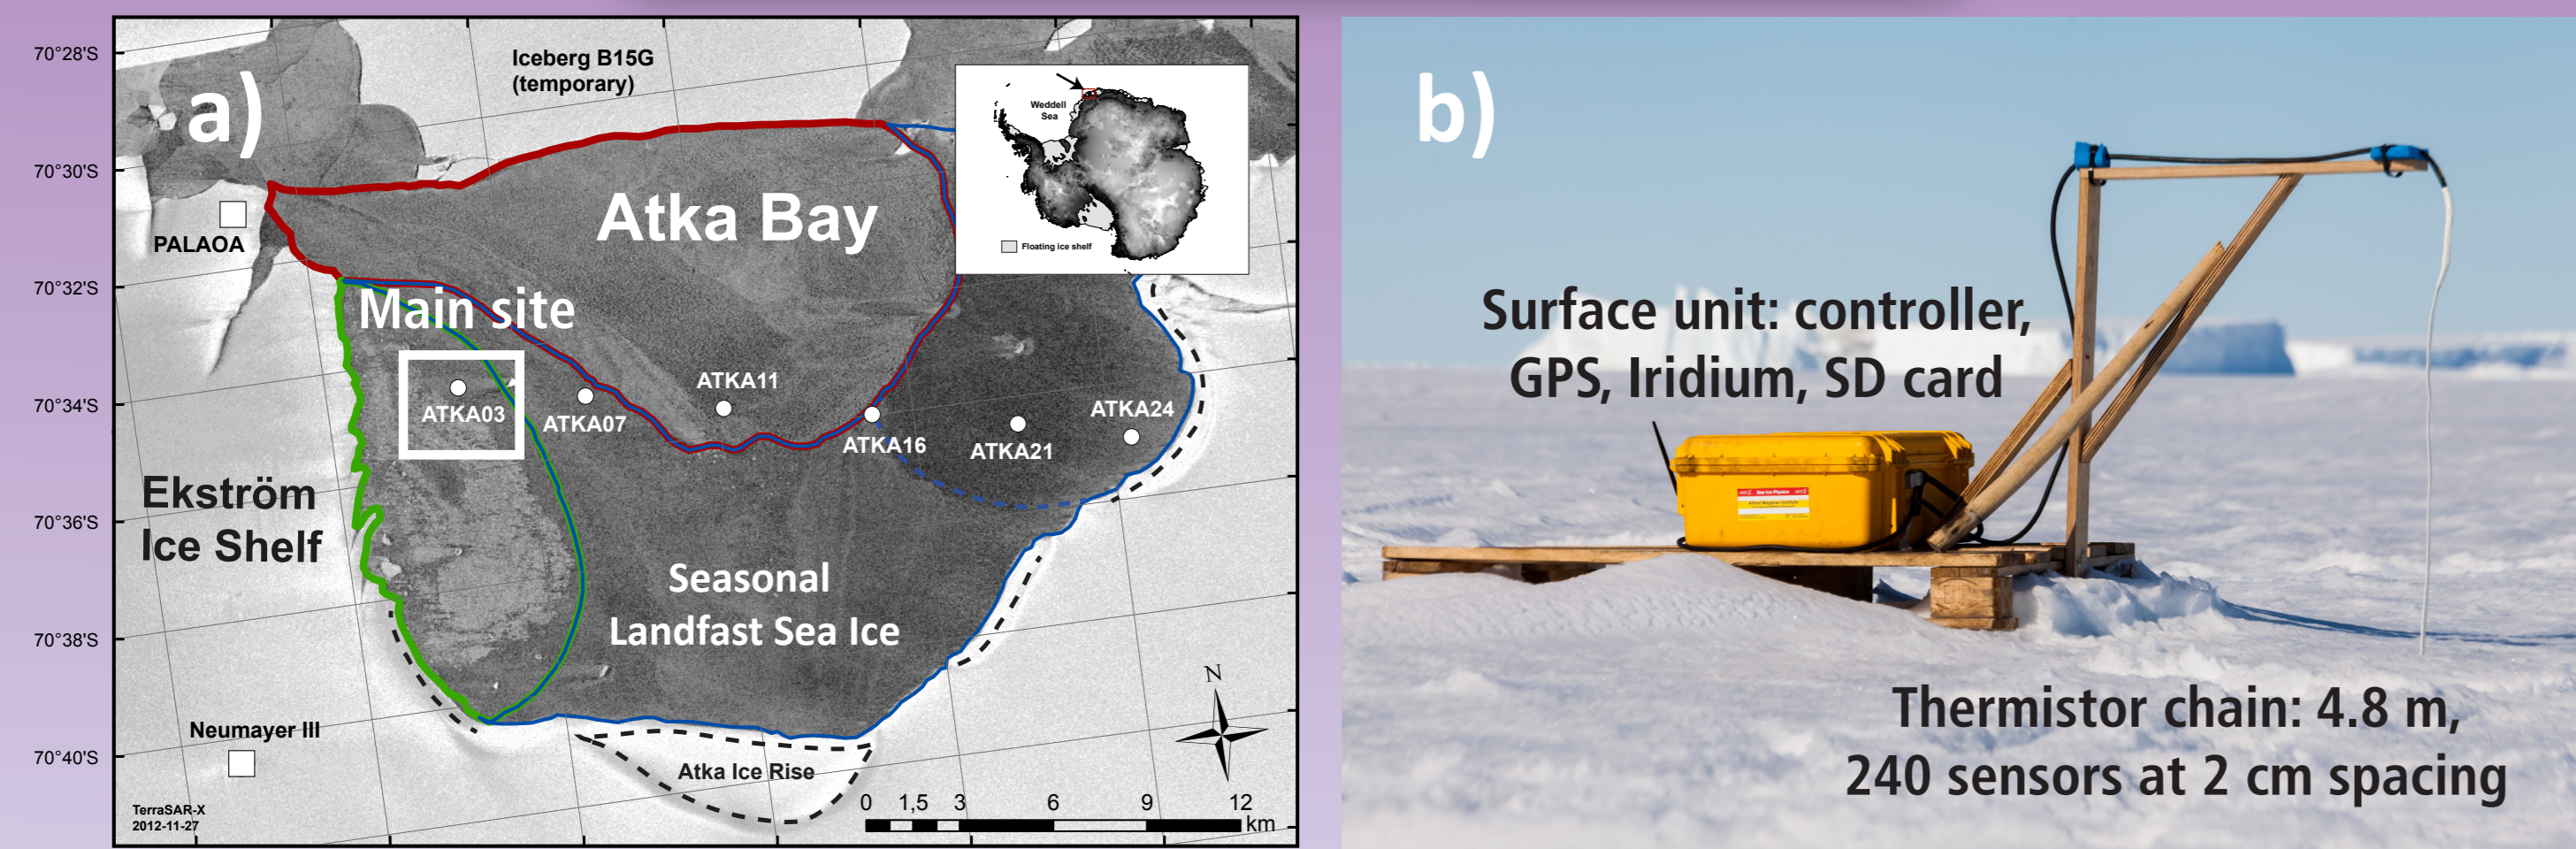 70°28'S
70°30'S
70°32'S
70°34'S
70°36'S
70°38'S
70°40'S
a)
Iceberg B15G
(temporary)
Weddell
Sea
Floating ice shelf
Atka Bay
PALAOA
Main site
ATKA03
ATKA07
ATKA11
ATKA16
ATKA21
ATKA24
Ekström
Ice Shelf
Seasonal
Landfast Sea Ice
Neumayer III
Atka Ice Rise
N
TerraSAR-X
2012-11-27
0 1,5 3 6 9 12
km
b)
Surface unit: controller,
GPS, Iridium, SD card
Sea Ice Physics
Thermistor chain: 4.8 m,
240 sensors at 2 cm spacing